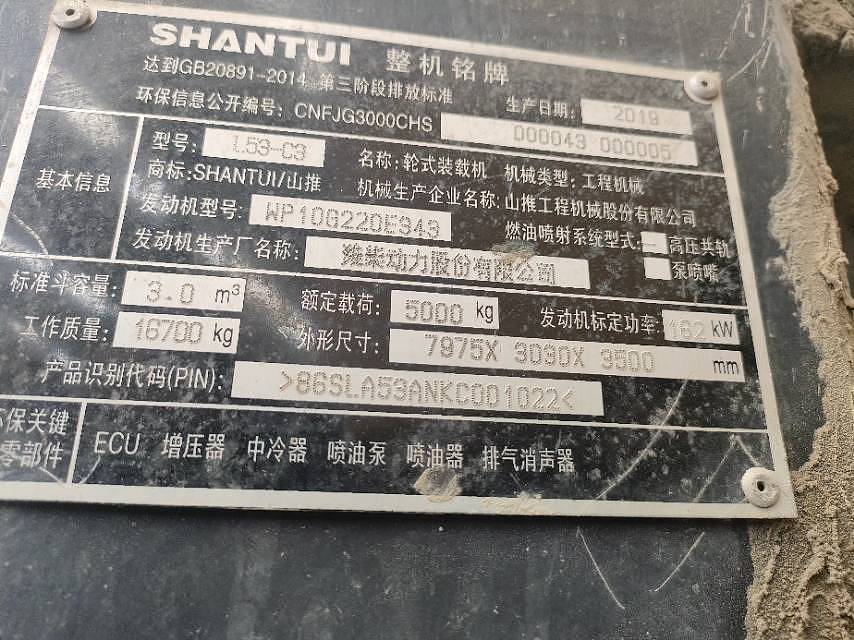 SHANTUI 整机铭牌
达到GB20891-2014 第三阶段排放标准 生产日期: 2019
环保信息公开编号: CNFJG3000CHS 000043 000005
基本信息
型号: L53-C3 名称: 轮式装载机 机械类型: 工程机械
商标: SHANTUI/山推 机械生产企业名称: 山推工程机械股份有限公司
发动机型号: WP10G220E343 燃油喷射系统型式: 高压共轨
发动机生产厂名称: 潍柴动力股份有限公司 泵喷嘴
标准斗容量: 3.0 m³ 额定载荷: 5000 kg 发动机标定功率: 162 kW
工作质量: 16700 kg 外形尺寸: 7975X 3030X 3500 mm
产品识别代码(PIN): >86SLA53ANKC001022<
环保关键
零部件
ECU 增压器 中冷器 喷油泵 喷油器 排气消声器